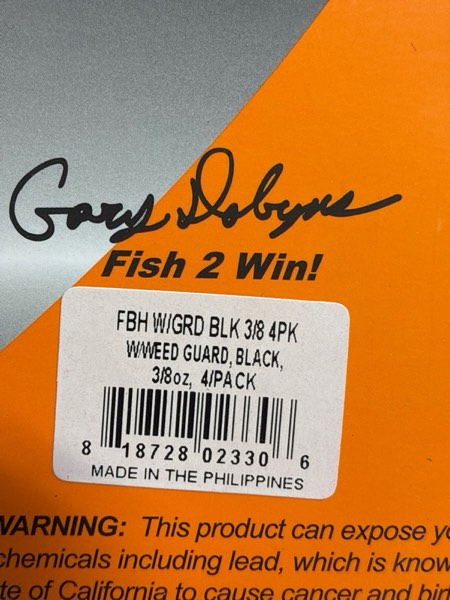 Gary Dobyns
Fish 2 Win!
FBH W/GRD BLK 3/8 4PK
W/WEED GUARD, BLACK,
3/8oz, 4/PACK
8 18728 02330 6
MADE IN THE PHILIPPINES
WARNING: This product can expose yo
chemicals including lead, which is know
te of California to cause cancer and birt